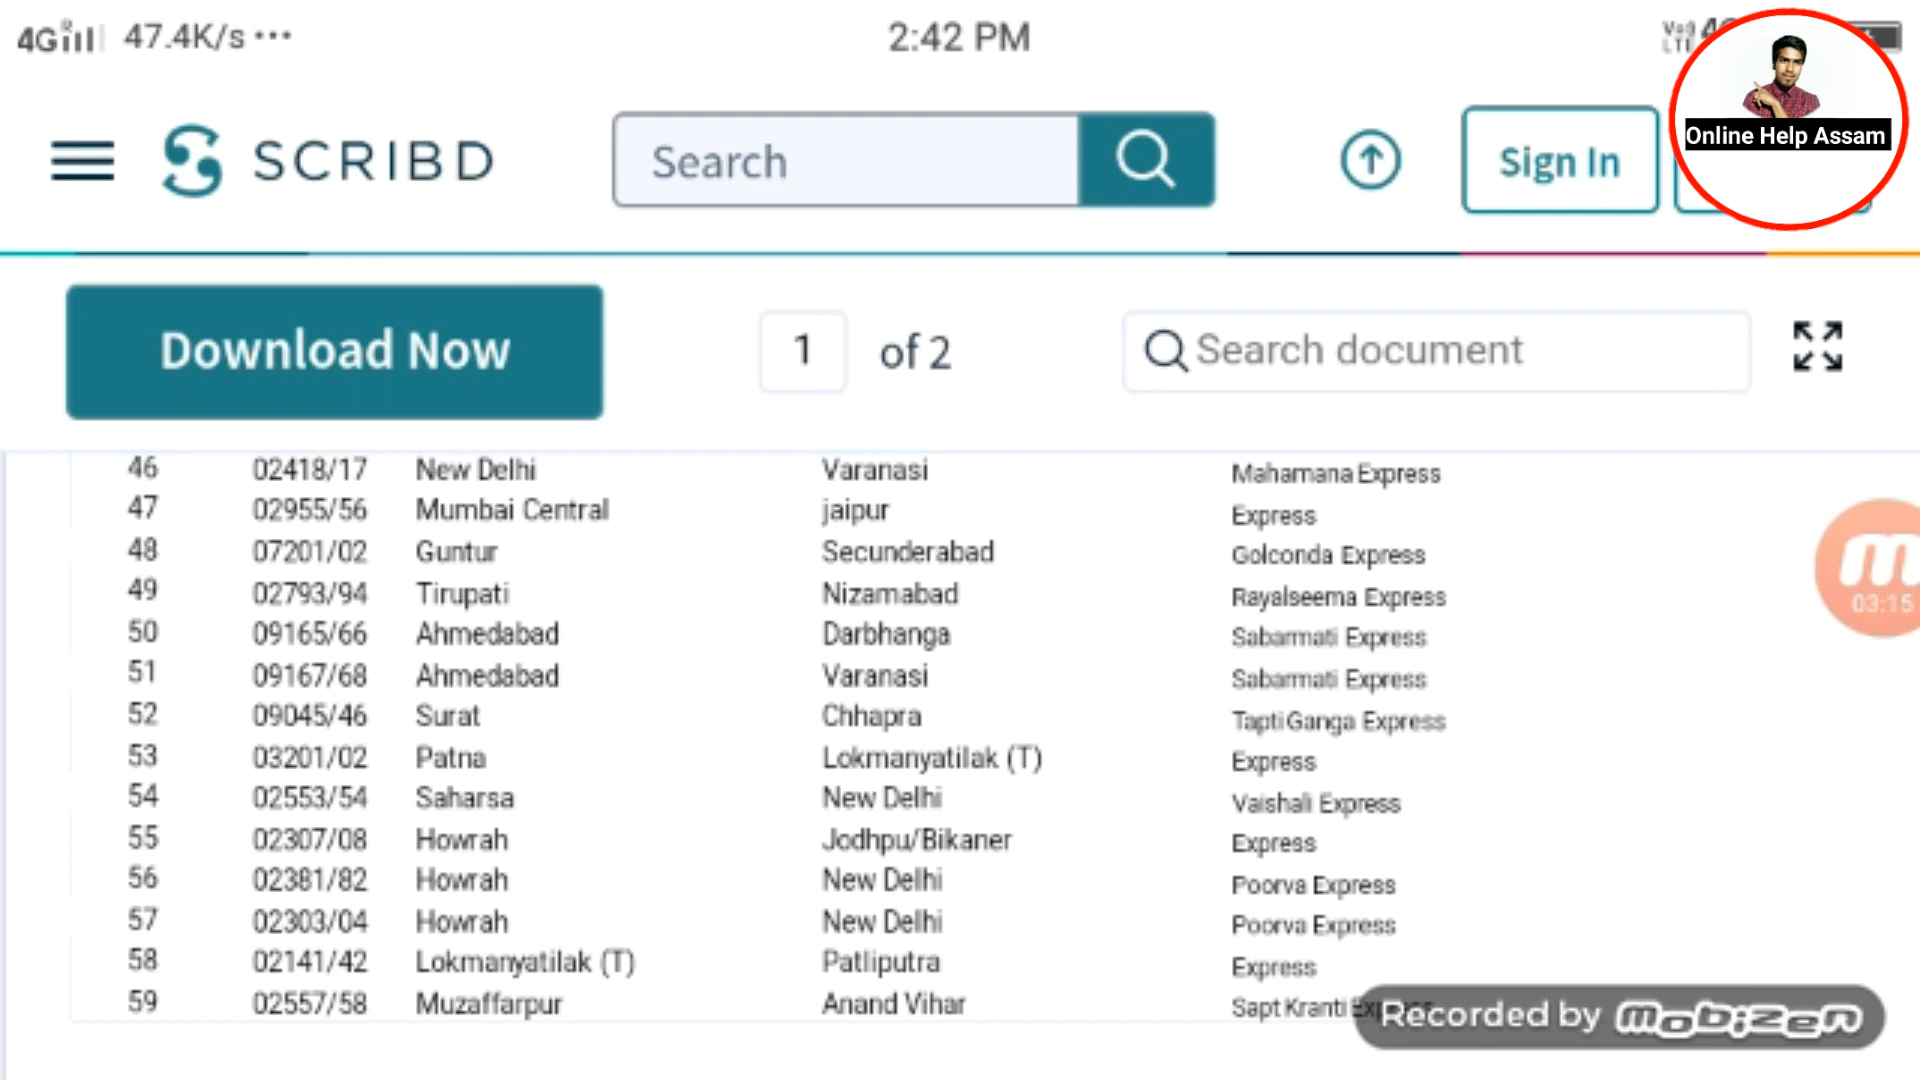 4G 47.4K/s ··· 2:42 PM
SCRIBD Search Sign In
Online Help Assam
Download Now 1 of 2 Search document
46 02418/17 New Delhi Varanasi Mahamana Express
47 02955/56 Mumbai Central jaipur Express
48 07201/02 Guntur Secunderabad Golconda Express
49 02793/94 Tirupati Nizamabad Rayalseema Express
50 09165/66 Ahmedabad Darbhanga Sabarmati Express
51 09167/68 Ahmedabad Varanasi Sabarmati Express
52 09045/46 Surat Chhapra Tapti Ganga Express
53 03201/02 Patna Lokmanyatilak (T) Express
54 02553/54 Saharsa New Delhi Vaishali Express
55 02307/08 Howrah Jodhpu/Bikaner Express
56 02381/82 Howrah New Delhi Poorva Express
57 02303/04 Howrah New Delhi Poorva Express
58 02141/42 Lokmanyatilak (T) Patliputra Express
59 02557/58 Muzaffarpur Anand Vihar Sapt Kranti
03:15
Recorded by mobizen